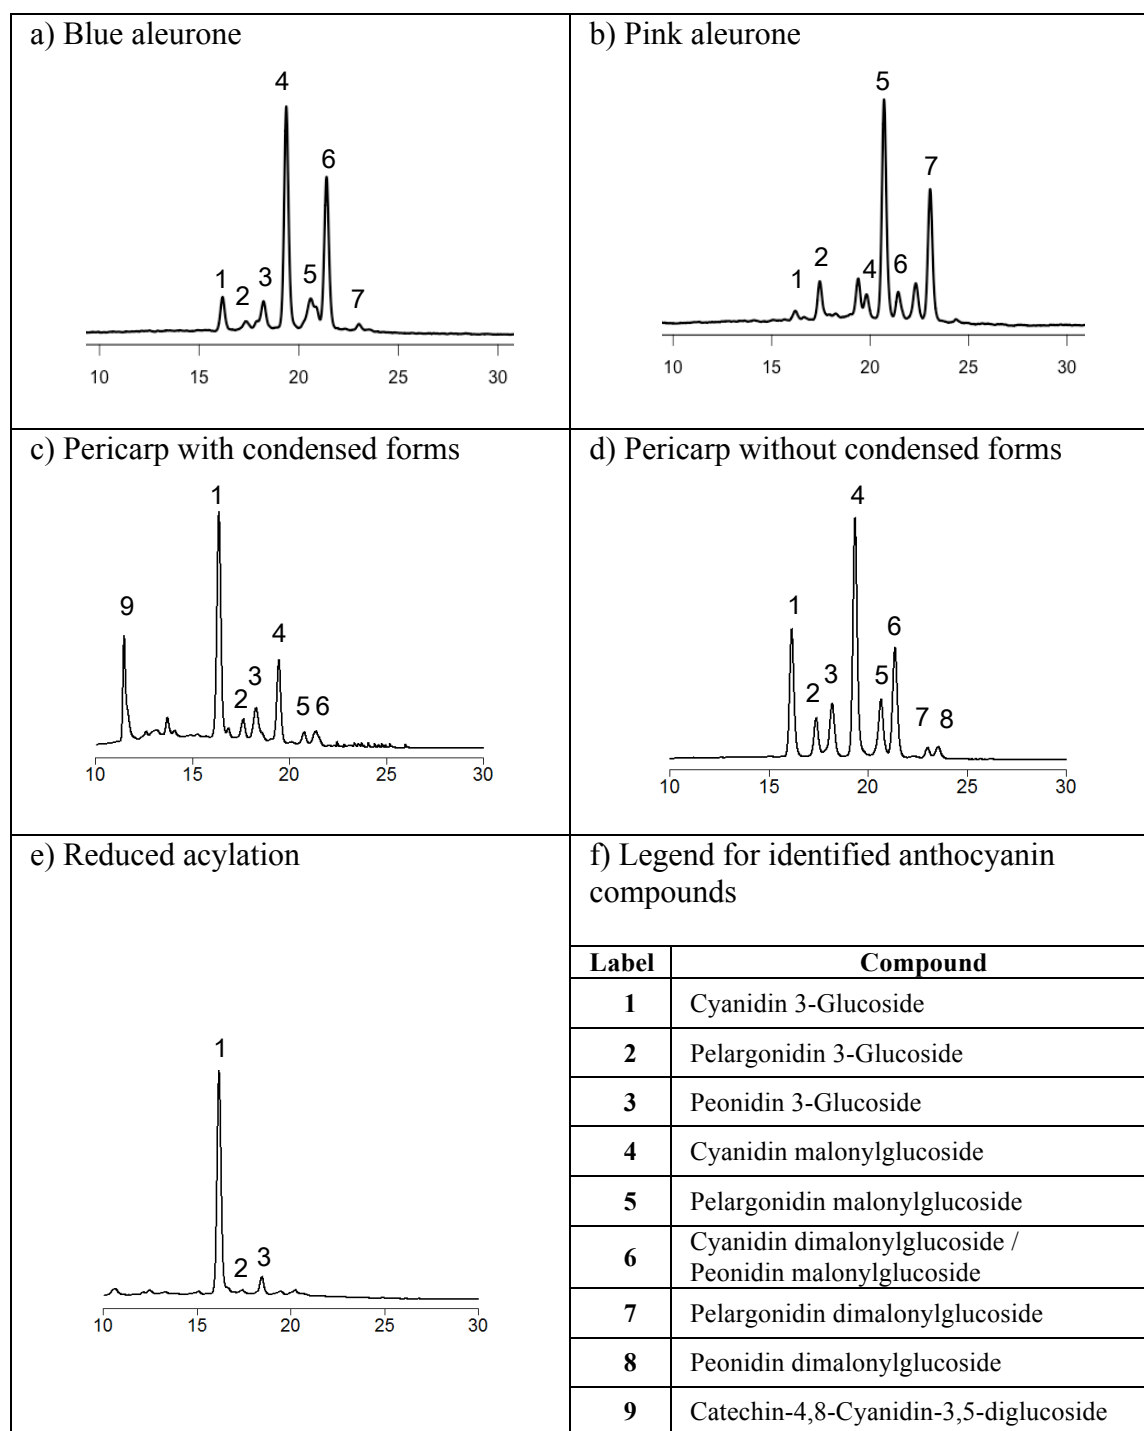 a) Blue aleurone
4
6
1
2
3
5
7
10 15 20 25 30
b) Pink aleurone
5
7
2
1
4
6
10 15 20 25 30
c) Pericarp with condensed forms
1
9
4
3
2
5 6
10 15 20 25 30
d) Pericarp without condensed forms
4
1
6
2
3
5
7 8
10 15 20 25 30
e) Reduced acylation
1
2
3
10 15 20 25 30
f) Legend for identified anthocyanin
compounds
Label Compound
1 Cyanidin 3-Glucoside
2 Pelargonidin 3-Glucoside
3 Peonidin 3-Glucoside
4 Cyanidin malonylglucoside
5 Pelargonidin malonylglucoside
6 Cyanidin dimalonylglucoside /
Peonidin malonylglucoside
7 Pelargonidin dimalonylglucoside
8 Peonidin dimalonylglucoside
9 Catechin-4,8-Cyanidin-3,5-diglucoside